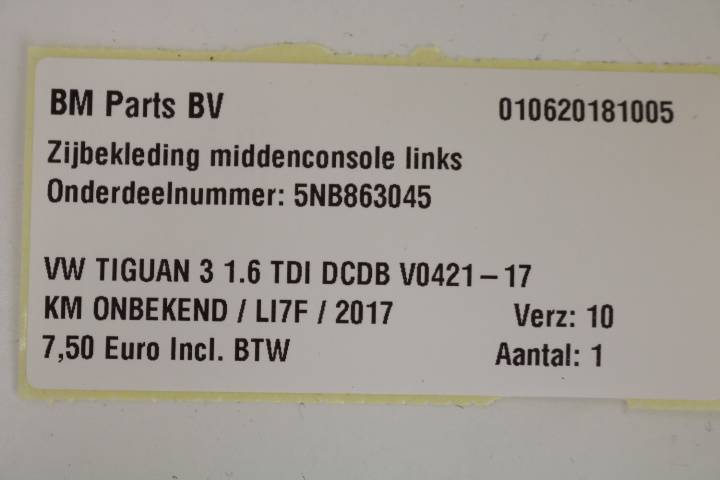 BM Parts BV 010620181005
Zijbekleding middenconsole links
Onderdeelnummer: 5NB863045
VW TIGUAN 3 1.6 TDI DCDB V0421-17
KM ONBEKEND / LI7F / 2017 Verz: 10
7,50 Euro Incl. BTW Aantal: 1